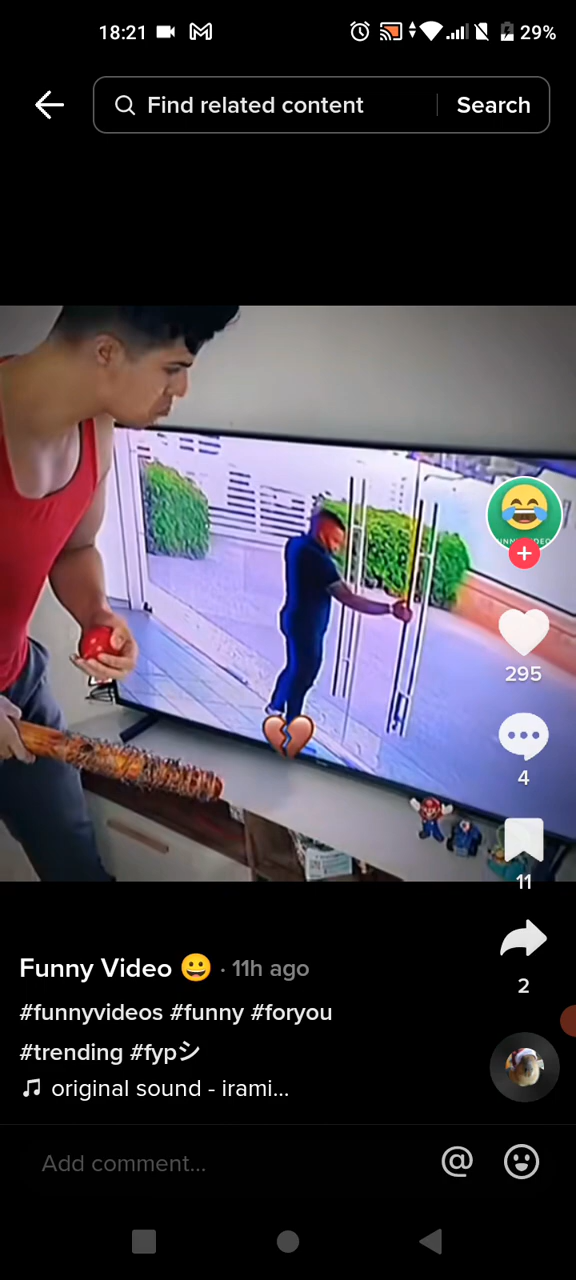 18:21
29%
Find related content
Search
295
4
11
2
Funny Video 😀 · 11h ago
#funnyvideos #funny #foryou
#trending #fypシ
original sound - irami...
Add comment...